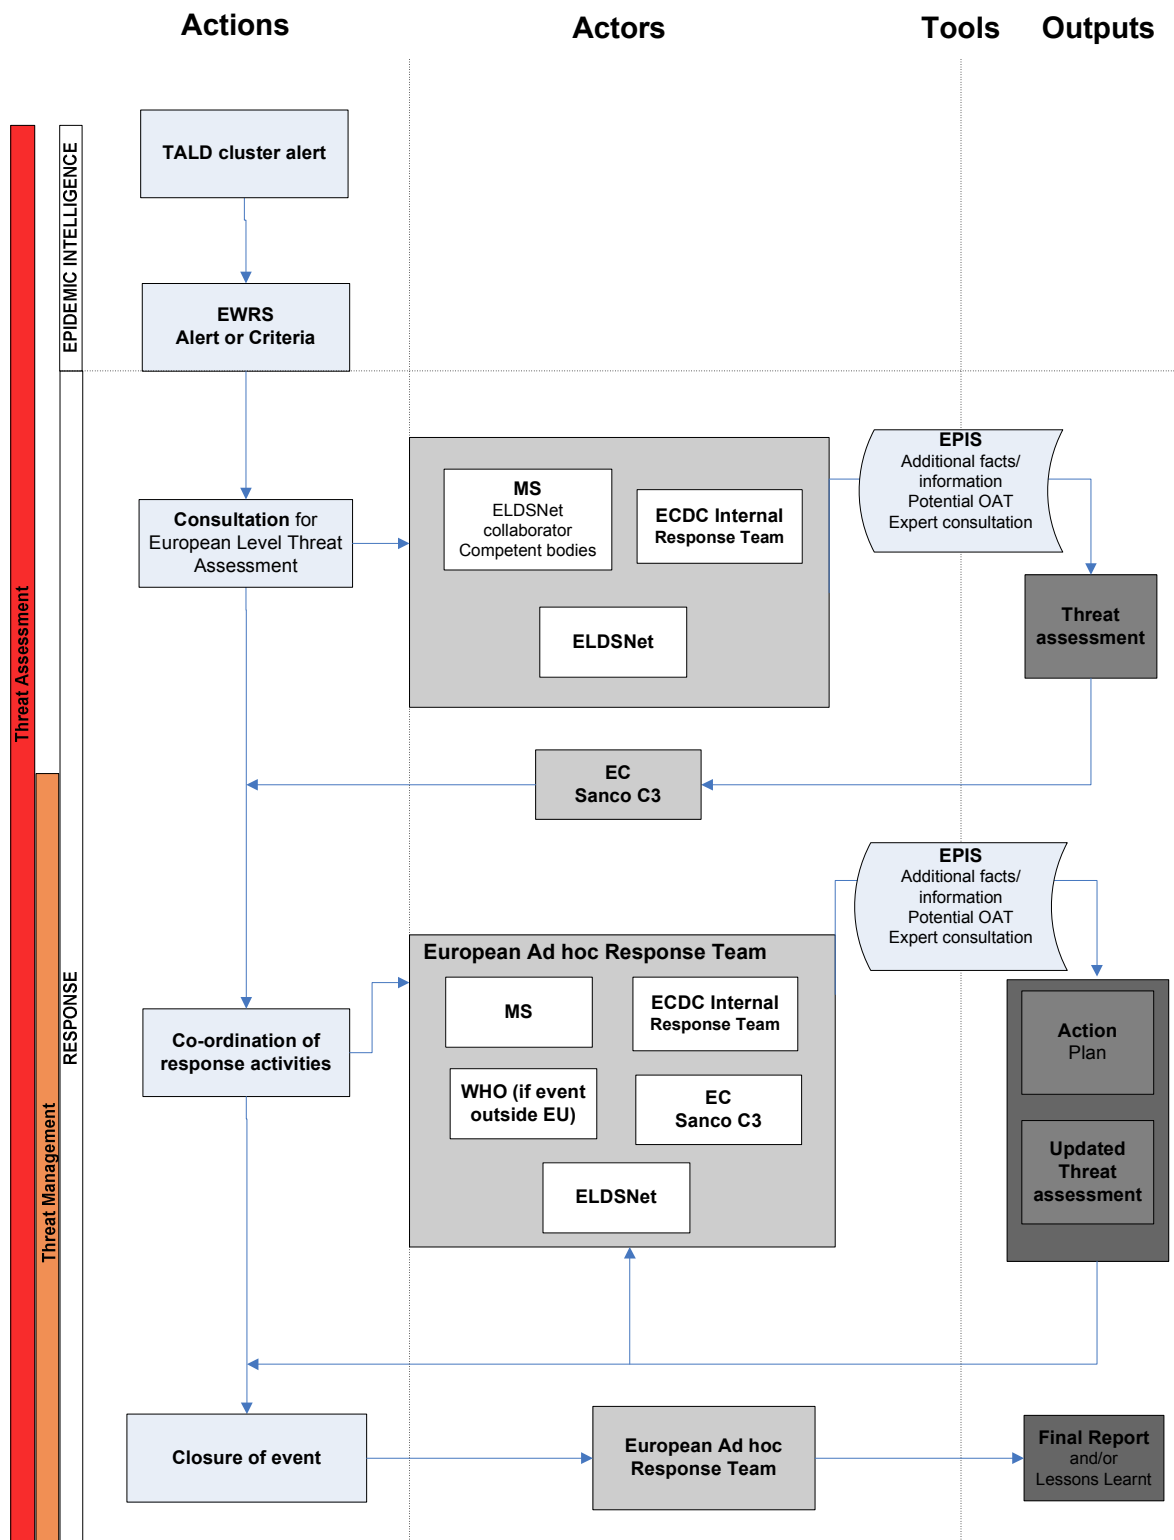 Actions
Actors
Tools
Outputs
Threat Assessment
Threat Management
EPIDEMIC INTELLIGENCE
RESPONSE
TALD cluster alert
EWRS
Alert or Criteria
Consultation for
European Level Threat
Assessment
MS
ELDSNet
collaborator
Competent bodies
ECDC Internal
Response Team
ELDSNet
EPIS
Additional facts/
information
Potential OAT
Expert consultation
Threat
assessment
EC
Sanco C3
Co-ordination of
response activities
European Ad hoc Response Team
MS
ECDC Internal
Response Team
WHO (if event
outside EU)
EC
Sanco C3
ELDSNet
EPIS
Additional facts/
information
Potential OAT
Expert consultation
Action
Plan
Updated
Threat
assessment
Closure of event
European Ad hoc
Response Team
Final Report
and/or
Lessons Learnt